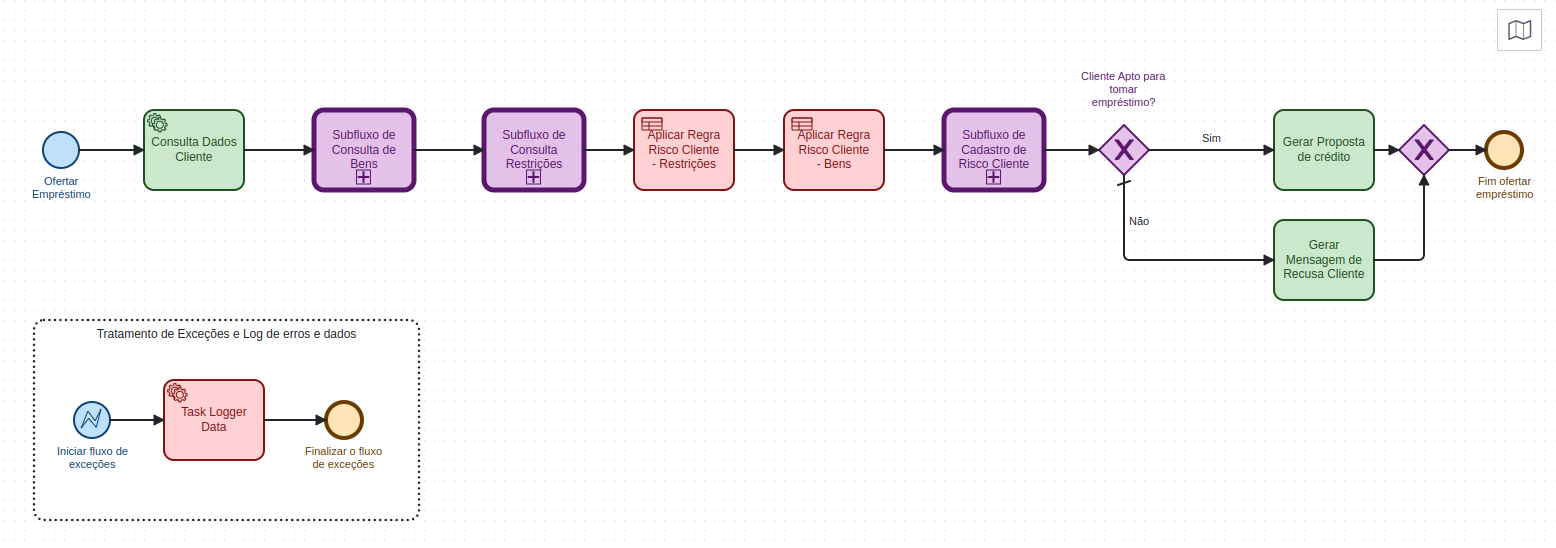 Ofertar
Empréstimo
Consulta Dados
Cliente
Subfluxo de
Consulta de
Bens
Subfluxo de
Consulta
Restrições
Aplicar Regra
Risco Cliente
- Restrições
Aplicar Regra
Risco Cliente
- Bens
Subfluxo de
Cadastro de
Risco Cliente
Cliente Apto para
tomar
empréstimo?
Sim
Não
Gerar Proposta
de crédito
Gerar
Mensagem de
Recusa Cliente
Fim ofertar
empréstimo
Tratamento de Exceções e Log de erros e dados
Iniciar fluxo de
exceções
Task Logger
Data
Finalizar o fluxo
de exceções